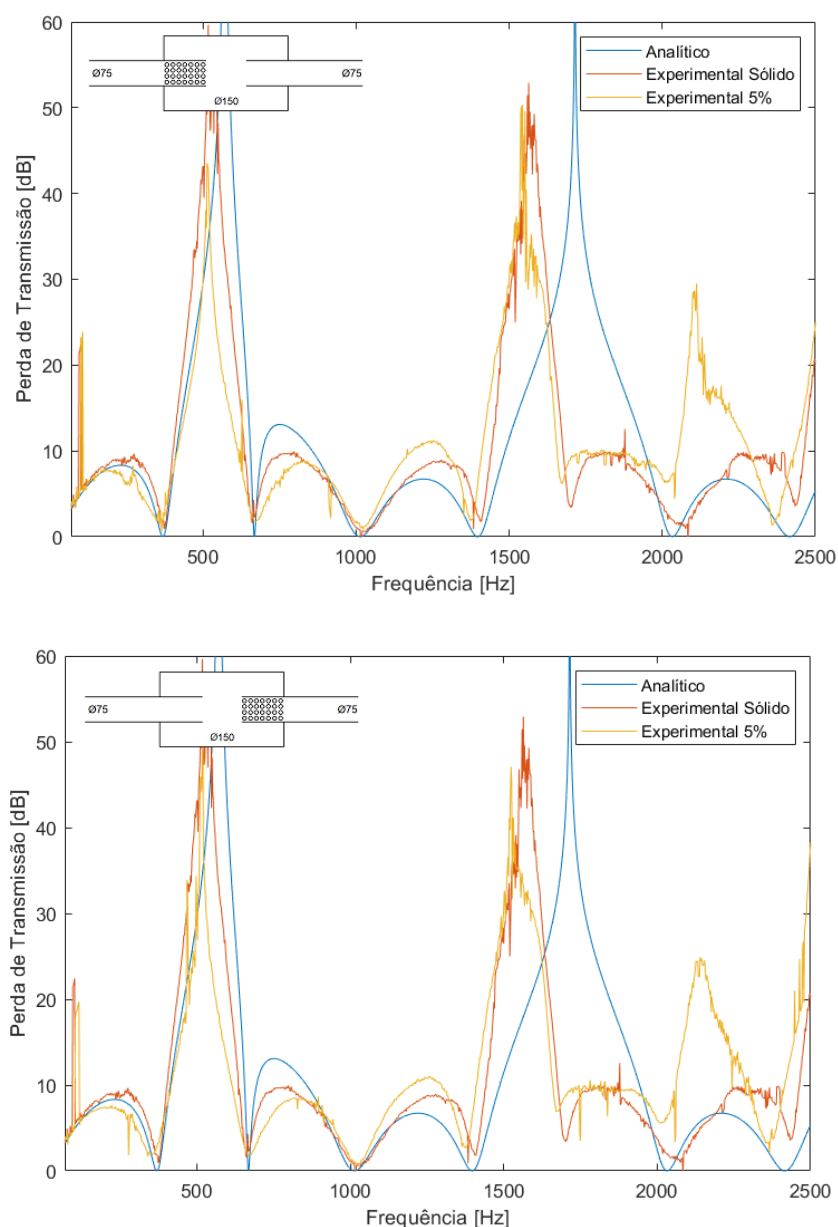 60
50
40
30
20
10
0
Perda de Transmissão [dB]
Ø75
Ø75
Ø150
Analítico
Experimental Sólido
Experimental 5%
500
1000
1500
2000
2500
Frequência [Hz]
60
50
40
30
20
10
0
Perda de Transmissão [dB]
Ø75
Ø75
Ø150
Analítico
Experimental Sólido
Experimental 5%
500
1000
1500
2000
2500
Frequência [Hz]